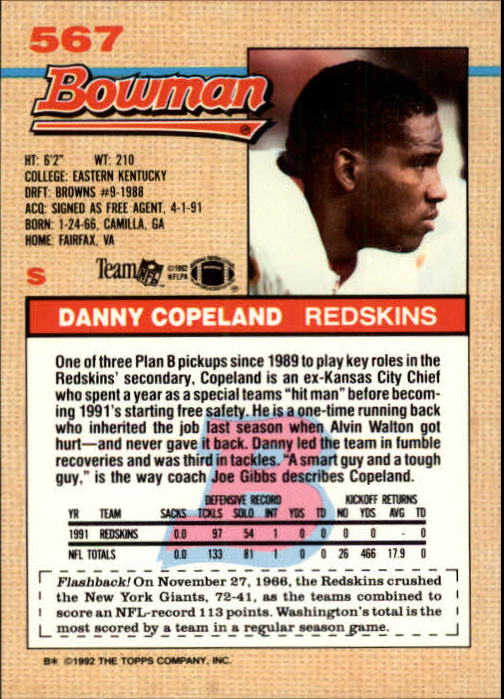 567
Bowman
HT: 6'2" WT: 210
COLLEGE: EASTERN KENTUCKY
DRFT: BROWNS #9-1988
ACQ: SIGNED AS FREE AGENT, 4-1-91
BORN: 1-24-66, CAMILLA, GA
HOME: FAIRFAX, VA
S
Team NFL ©1992 NFLPA
DANNY COPELAND REDSKINS
One of three Plan B pickups since 1989 to play key roles in the
Redskins' secondary, Copeland is an ex-Kansas City Chief
who spent a year as a special teams "hit man" before becom-
ing 1991's starting free safety. He is a one-time running back
who inherited the job last season when Alvin Walton got
hurt—and never gave it back. Danny led the team in fumble
recoveries and was third in tackles. "A smart guy and a tough
guy," is the way coach Joe Gibbs describes Copeland.
DEFENSIVE RECORD KICKOFF RETURNS
YR TEAM SACKS TCKLS SOLO INT YDS TD NO YDS AVG TD
1991 REDSKINS 0.0 97 54 1 0 0 0 0 - 0
NFL TOTALS 0.0 133 81 1 0 0 26 466 17.9 0
Flashback! On November 27, 1966, the Redskins crushed
the New York Giants, 72-41, as the teams combined to
score an NFL-record 113 points. Washington's total is the
most scored by a team in a regular season game.
B* ©1992 THE TOPPS COMPANY, INC.